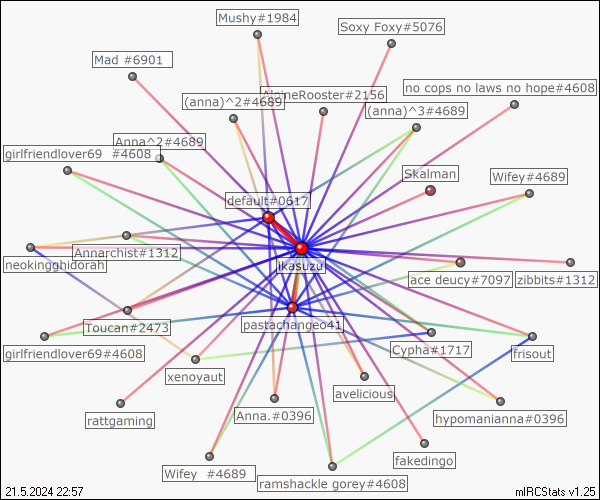 Mushy#1984
Soxy Foxy#5076
Mad #6901
AlpineRooster#2156
no cops no laws no hope#4608
(anna)^2#4689
(anna)^3#4689
Anna^2#4689
girlfriendlover69 #4608
Skalman
Wifey#4689
default#0617
Annarchist#1312
neokingghidorah
ikasuzu
ace deucy#7097
zibbits#1312
Toucan#2473
pastachangeo41
girlfriendlover69#4608
Cypha#1717
frisout
xenoyaut
avelicious
rattgaming
Anna.#0396
hypomanianna#0396
fakedingo
Wifey #4689
ramshackle gorey#4608
21.5.2024 22:57
mIRCStats v1.25